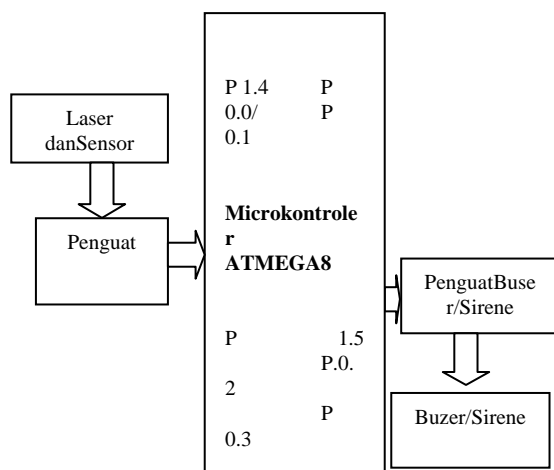 Laser
danSensor
Penguat
P 1.4 P
0.0/ P
0.1
Microkontrole
r
ATMEGA8
P 1.5
P.0.
2
P
0.3
PenguatBuse
r/Sirene
Buzer/Sirene